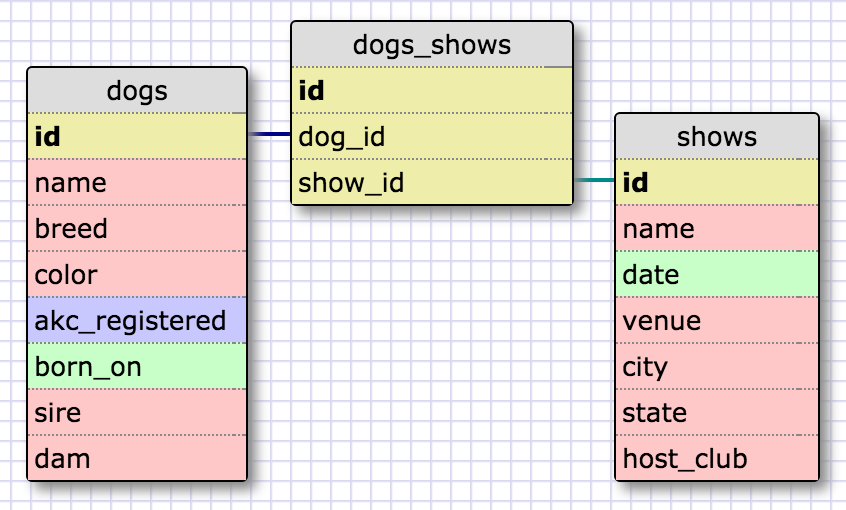 dogs
id
name
breed
color
akc_registered
born_on
sire
dam
dogs_shows
id
dog_id
show_id
shows
id
name
date
venue
city
state
host_club